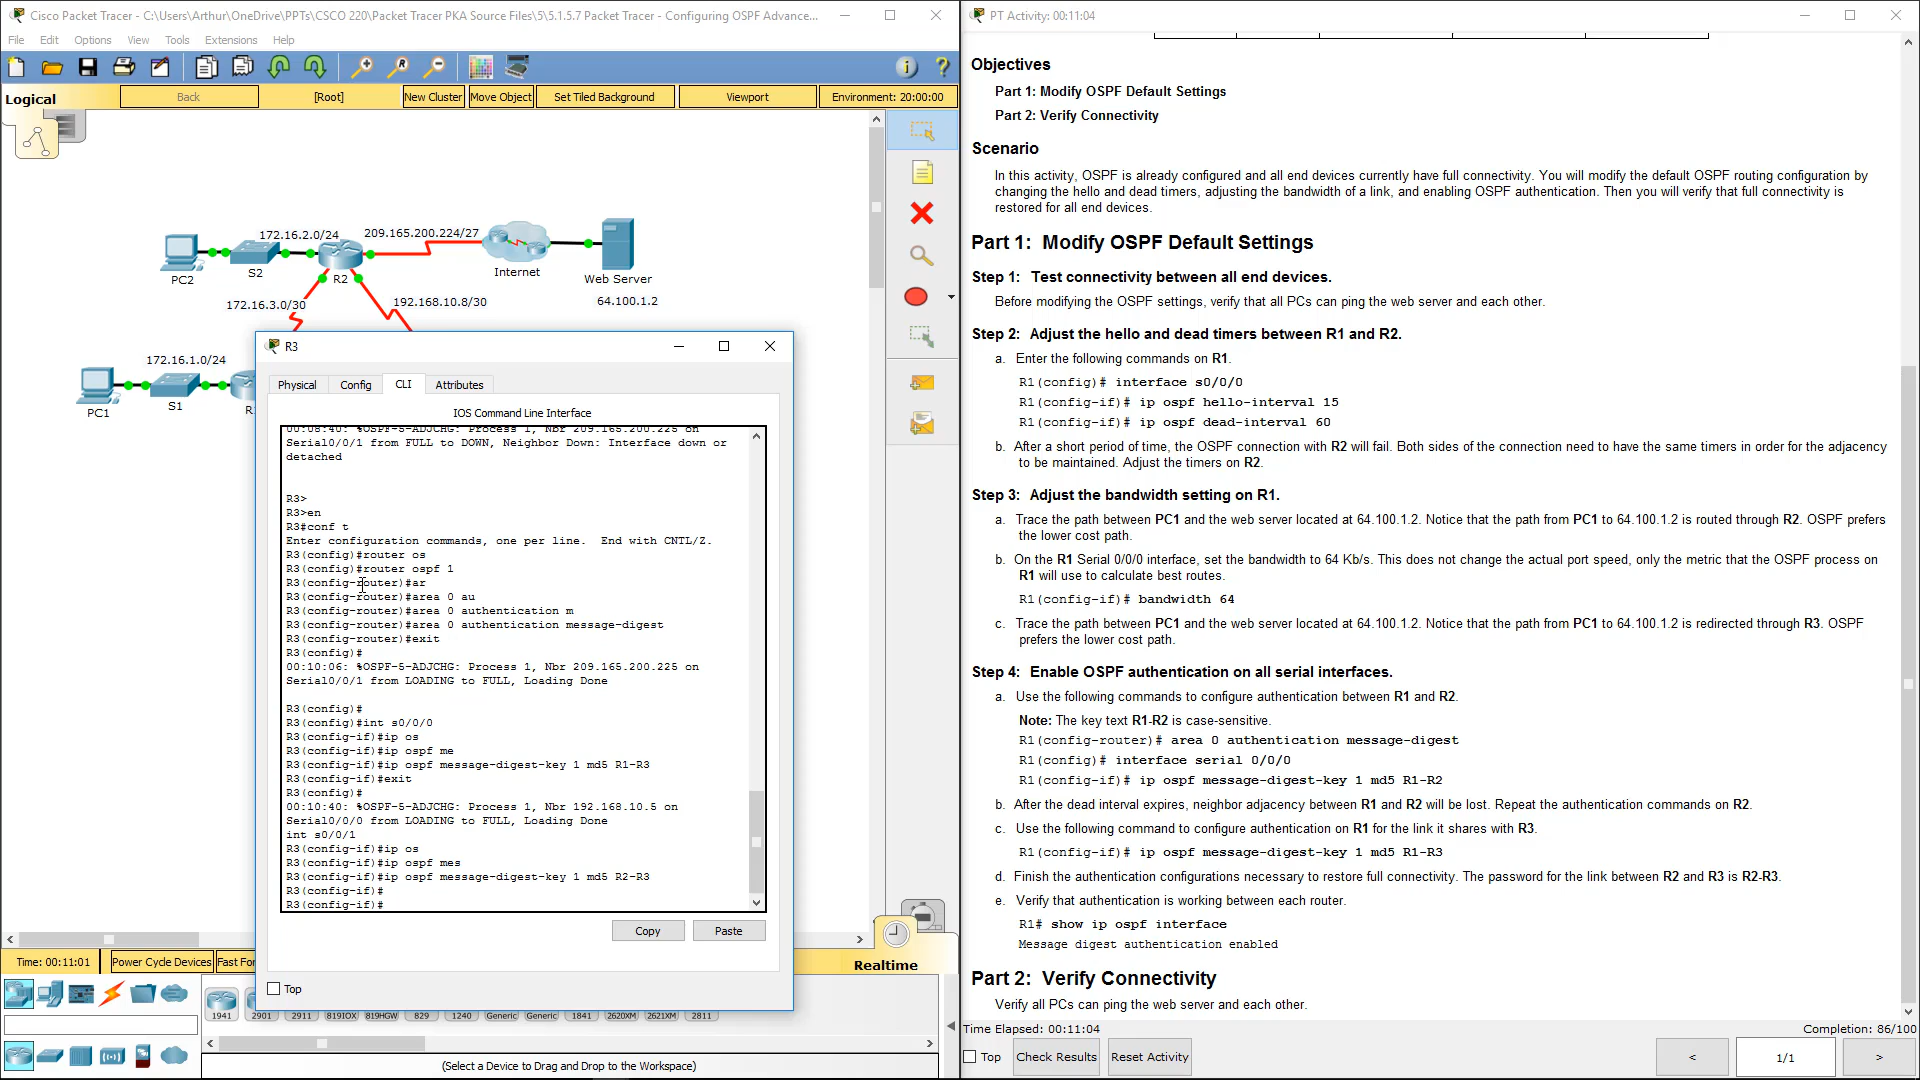 Cisco Packet Tracer - C:\Users\Arthur\OneDrive\PPTs\CSCO 220\Packet Tracer PKA Source Files\5\5.1.5.7 Packet Tracer - Configuring OSPF Advance...
File Edit Options View Tools Extensions Help
Logical
Back
[Root]
New Cluster
Move Object
Set Tiled Background
Viewport
Environment: 20:00:00
172.16.2.0/24
209.165.200.224/27
PC2
S2
R2
Internet
Web Server
64.100.1.2
172.16.3.0/30
192.168.10.8/30
172.16.1.0/24
PC1
S1
R3
Physical
Config
CLI
Attributes
IOS Command Line Interface
00:08:40: %OSPF-5-ADJCHG: Process 1, Nbr 209.165.200.225 on
Serial0/0/1 from FULL to DOWN, Neighbor Down: Interface down or
detached
R3>
R3>en
R3#conf t
Enter configuration commands, one per line.  End with CNTL/Z.
R3(config)#router os
R3(config)#router ospf 1
R3(config-router)#ar
R3(config-router)#area 0 au
R3(config-router)#area 0 authentication m
R3(config-router)#area 0 authentication message-digest
R3(config-router)#exit
R3(config)#
00:10:06: %OSPF-5-ADJCHG: Process 1, Nbr 209.165.200.225 on
Serial0/0/1 from LOADING to FULL, Loading Done
R3(config)#
R3(config)#int s0/0/0
R3(config-if)#ip os
R3(config-if)#ip ospf me
R3(config-if)#ip ospf message-digest-key 1 md5 R1-R3
R3(config-if)#exit
R3(config)#
00:10:40: %OSPF-5-ADJCHG: Process 1, Nbr 192.168.10.5 on
Serial0/0/0 from LOADING to FULL, Loading Done
int s0/0/1
R3(config-if)#ip os
R3(config-if)#ip ospf mes
R3(config-if)#ip ospf message-digest-key 1 md5 R2-R3
R3(config-if)#
R3(config-if)#
Copy
Paste
Top
Time: 00:11:01
Power Cycle Devices
Fast For
Realtime
1941
2901
2911
819IOX
819HGW
829
1240
Generic
Generic
1841
2620XM
2621XM
2811
(Select a Device to Drag and Drop to the Workspace)
PT Activity: 00:11:04
Objectives
Part 1: Modify OSPF Default Settings
Part 2: Verify Connectivity
Scenario
In this activity, OSPF is already configured and all end devices currently have full connectivity. You will modify the default OSPF routing configuration by
changing the hello and dead timers, adjusting the bandwidth of a link, and enabling OSPF authentication. Then you will verify that full connectivity is
restored for all end devices.
Part 1: Modify OSPF Default Settings
Step 1: Test connectivity between all end devices.
Before modifying the OSPF settings, verify that all PCs can ping the web server and each other.
Step 2: Adjust the hello and dead timers between R1 and R2.
a. Enter the following commands on R1.
R1(config)# interface s0/0/0
R1(config-if)# ip ospf hello-interval 15
R1(config-if)# ip ospf dead-interval 60
b. After a short period of time, the OSPF connection with R2 will fail. Both sides of the connection need to have the same timers in order for the adjacency
to be maintained. Adjust the timers on R2.
Step 3: Adjust the bandwidth setting on R1.
a. Trace the path between PC1 and the web server located at 64.100.1.2. Notice that the path from PC1 to 64.100.1.2 is routed through R2. OSPF prefers
the lower cost path.
b. On the R1 Serial 0/0/0 interface, set the bandwidth to 64 Kb/s. This does not change the actual port speed, only the metric that the OSPF process on
R1 will use to calculate best routes.
R1(config-if)# bandwidth 64
c. Trace the path between PC1 and the web server located at 64.100.1.2. Notice that the path from PC1 to 64.100.1.2 is redirected through R3. OSPF
prefers the lower cost path.
Step 4: Enable OSPF authentication on all serial interfaces.
a. Use the following commands to configure authentication between R1 and R2.
Note: The key text R1-R2 is case-sensitive.
R1(config-router)# area 0 authentication message-digest
R1(config)# interface serial 0/0/0
R1(config-if)# ip ospf message-digest-key 1 md5 R1-R2
b. After the dead interval expires, neighbor adjacency between R1 and R2 will be lost. Repeat the authentication commands on R2.
c. Use the following command to configure authentication on R1 for the link it shares with R3.
R1(config-if)# ip ospf message-digest-key 1 md5 R1-R3
d. Finish the authentication configurations necessary to restore full connectivity. The password for the link between R2 and R3 is R2-R3.
e. Verify that authentication is working between each router.
R1# show ip ospf interface
Message digest authentication enabled
Part 2: Verify Connectivity
Verify all PCs can ping the web server and each other.
Time Elapsed: 00:11:04
Completion: 86/100
Top
Check Results
Reset Activity
<
1/1
>